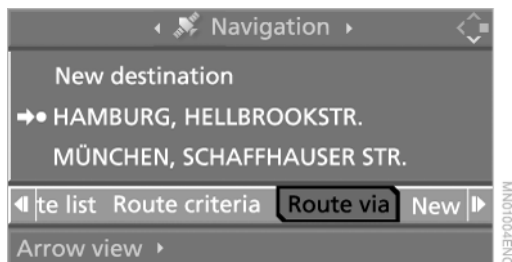 Navigation
New destination
HAMBURG, HELLBROOKSTR.
MÜNCHEN, SCHAFFHAUSER STR.
te list Route criteria Route via New
Arrow view
MN01004ENC